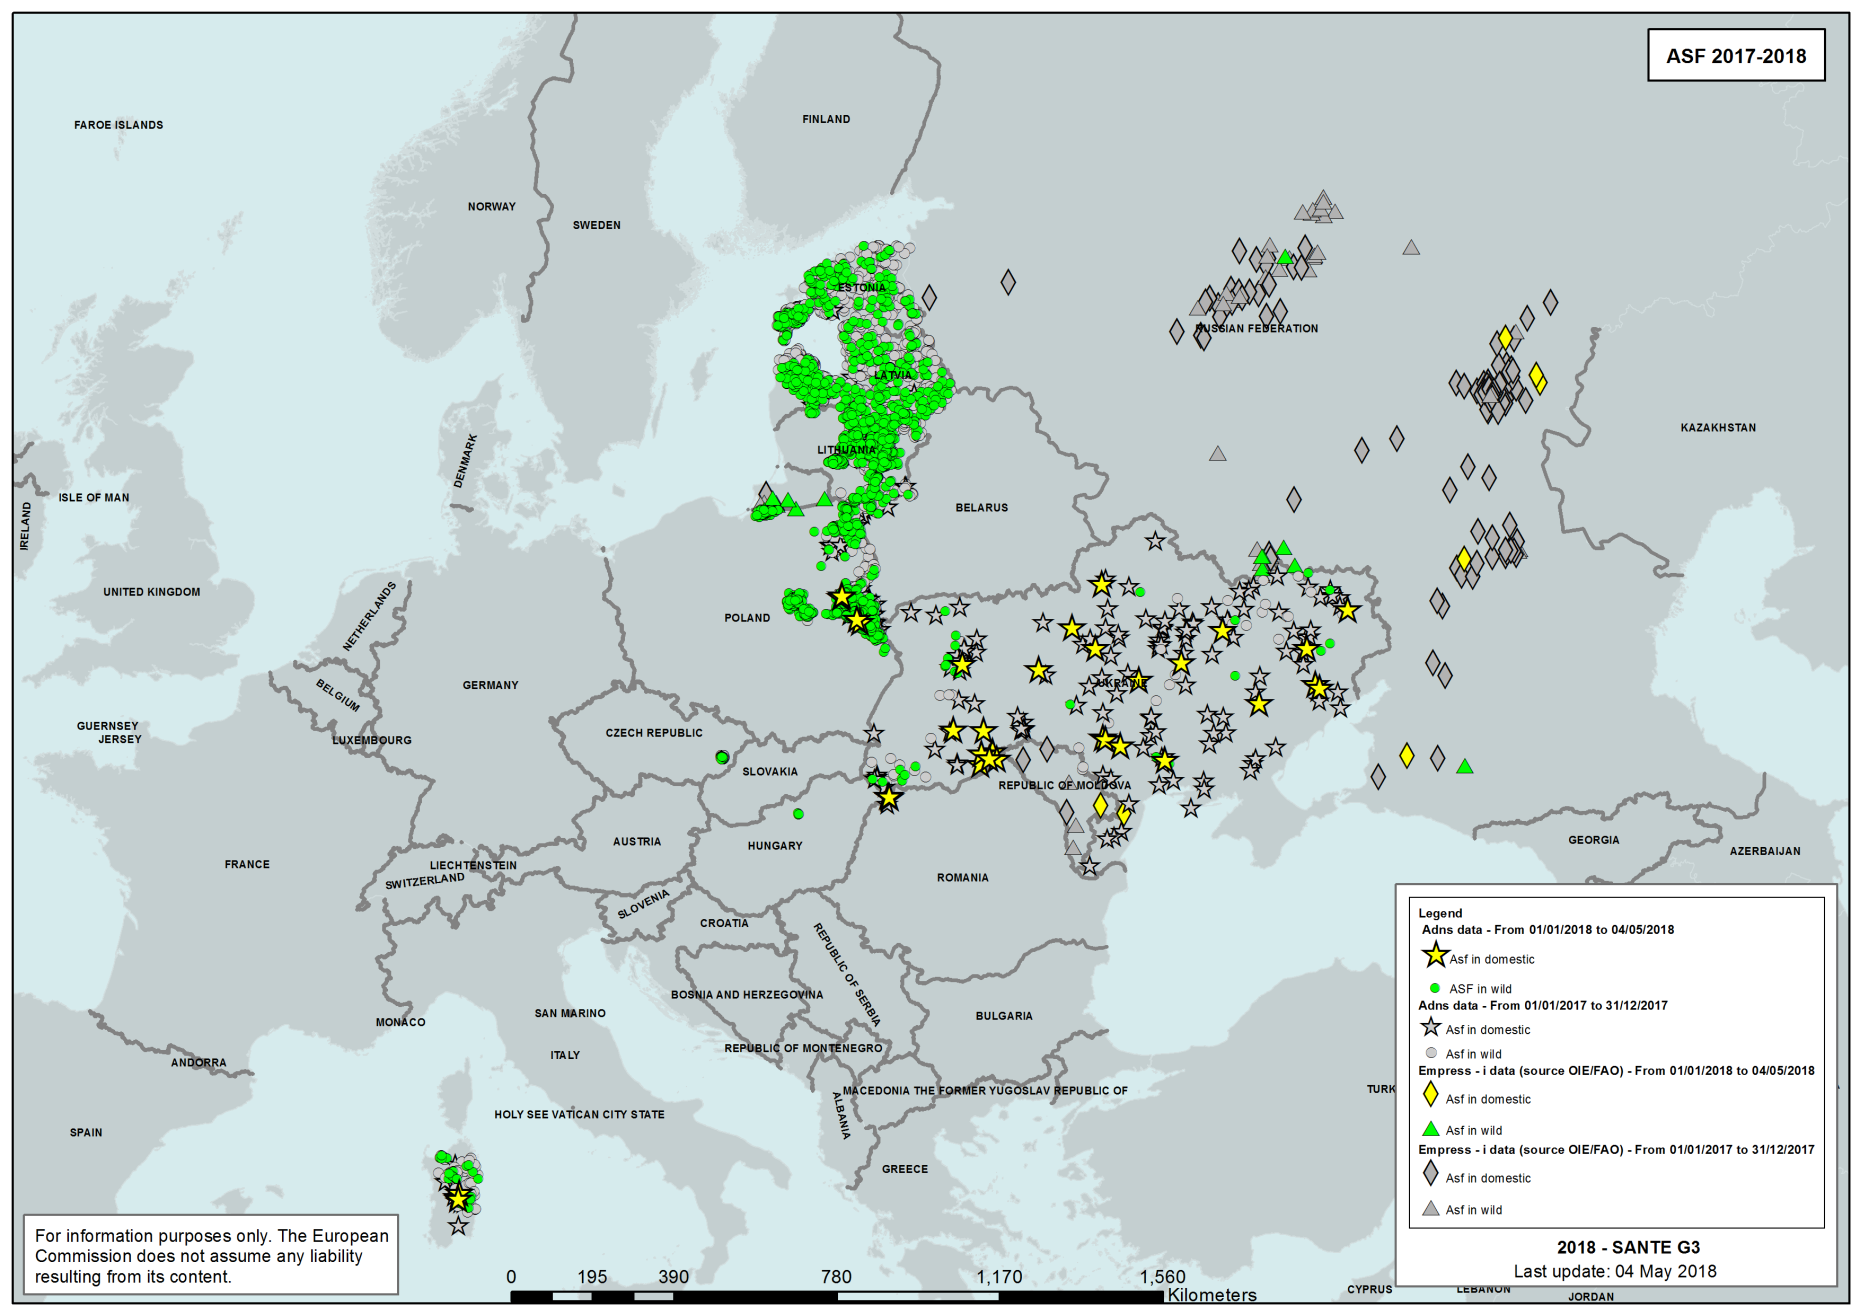 ASF 2017-2018
FAROE ISLANDS
FINLAND
NORWAY
SWEDEN
ESTONIA
RUSSIAN FEDERATION
LATVIA
KAZAKHSTAN
LITHUANIA
DENMARK
ISLE OF MAN
IRELAND
BELARUS
UNITED KINGDOM
NETHERLANDS
POLAND
BELGIUM
GERMANY
UKRAINE
GUERNSEY
JERSEY
LUXEMBOURG
CZECH REPUBLIC
SLOVAKIA
REPUBLIC OF MOLDOVA
FRANCE
LIECHTENSTEIN
SWITZERLAND
AUSTRIA
HUNGARY
ROMANIA
GEORGIA
AZERBAIJAN
SLOVENIA
CROATIA
REPUBLIC OF SERBIA
BOSNIA AND HERZEGOVINA
MONACO
SAN MARINO
BULGARIA
ANDORRA
ITALY
REPUBLIC OF MONTENEGRO
MACEDONIA THE FORMER YUGOSLAV REPUBLIC OF
ALBANIA
HOLY SEE VATICAN CITY STATE
SPAIN
GREECE
TURK
CYPRUS
LEBANON
JORDAN
Legend
Adns data - From 01/01/2018 to 04/05/2018
Asf in domestic
ASF in wild
Adns data - From 01/01/2017 to 31/12/2017
Asf in domestic
Asf in wild
Empress - i data (source OIE/FAO) - From 01/01/2018 to 04/05/2018
Asf in domestic
Asf in wild
Empress - i data (source OIE/FAO) - From 01/01/2017 to 31/12/2017
Asf in domestic
Asf in wild
2018 - SANTE G3
Last update: 04 May 2018
For information purposes only. The European
Commission does not assume any liability
resulting from its content.
0 195 390 780 1,170 1,560
Kilometers